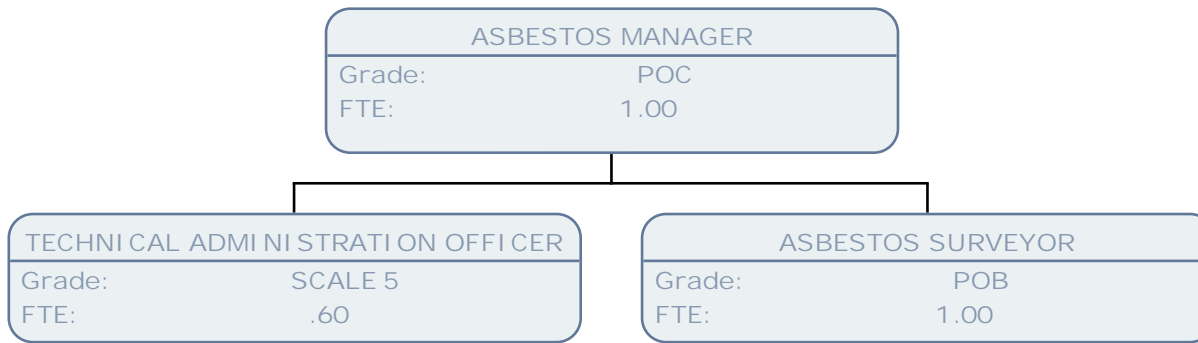 ASBESTOS MANAGER
Grade: POC
FTE: 1.00
TECHNICAL ADMINISTRATION OFFICER
Grade: SCALE 5
FTE: .60
ASBESTOS SURVEYOR
Grade: POB
FTE: 1.00